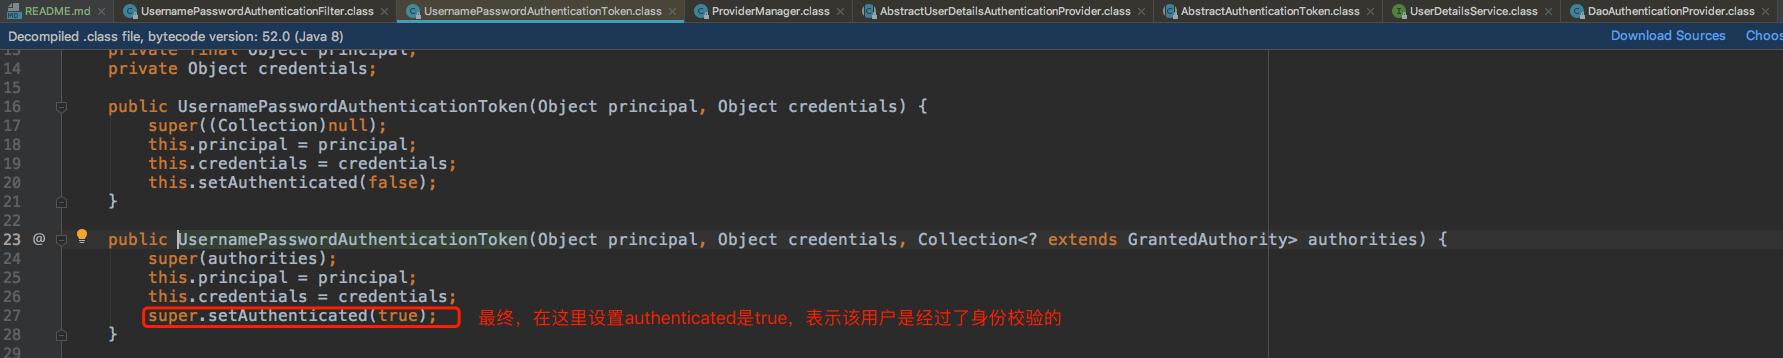 README.md UsernamePasswordAuthenticationFilter.class UsernamePasswordAuthenticationToken.class ProviderManager.class AbstractUserDetailsAuthenticationProvider.class AbstractAuthenticationToken.class UserDetailsService.class DaoAuthenticationProvider.class
Decompiled .class file, bytecode version: 52.0 (Java 8) Download Sources Choos
13 private final Object principal;
14 private Object credentials;
15
16 public UsernamePasswordAuthenticationToken(Object principal, Object credentials) {
17 super((Collection)null);
18 this.principal = principal;
19 this.credentials = credentials;
20 this.setAuthenticated(false);
21 }
22
23 @ public UsernamePasswordAuthenticationToken(Object principal, Object credentials, Collection<? extends GrantedAuthority> authorities) {
24 super(authorities);
25 this.principal = principal;
26 this.credentials = credentials;
27 super.setAuthenticated(true); 最终，在这里设置authenticated是true，表示该用户是经过了身份校验的
28 }
29